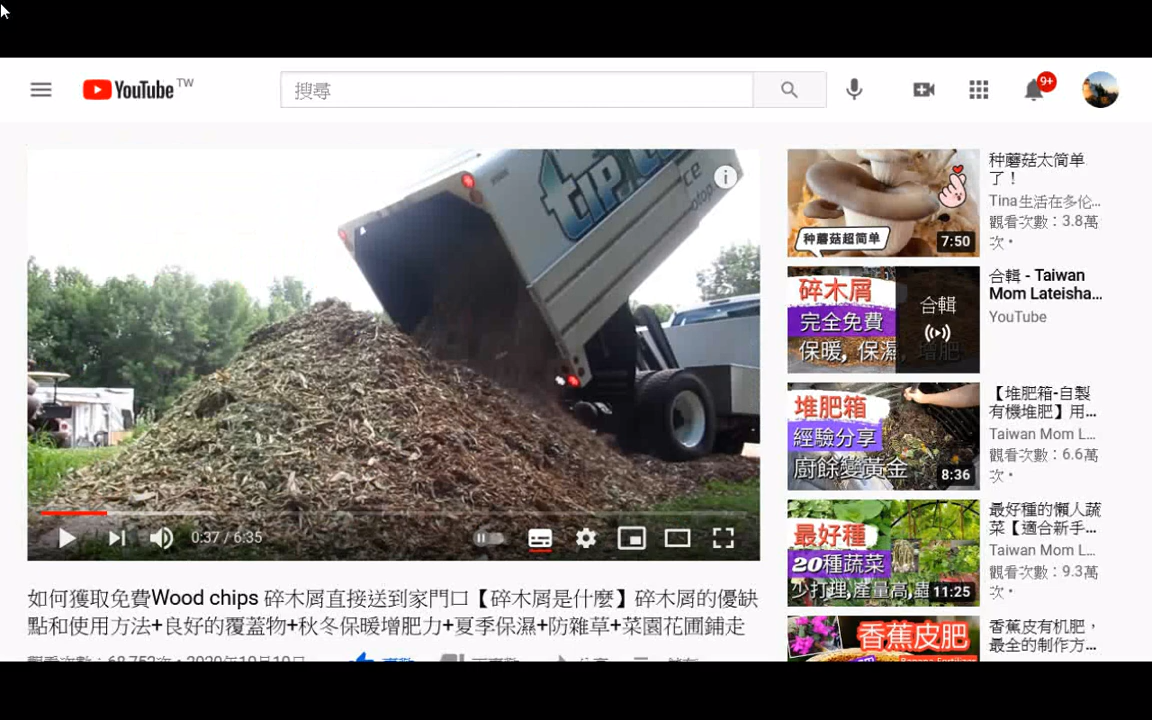 YouTube TW
搜尋
9+
TIP
ce
0:37 / 6:35
如何獲取免費Wood chips 碎木屑直接送到家門口【碎木屑是什麼】碎木屑的優缺
點和使用方法+良好的覆蓋物+秋冬保暖增肥力+夏季保濕+防雜草+菜園花圃鋪走
种蘑菇超简单
7:50
种蘑菇太简单
了！
Tina生活在多伦...
觀看次數：3.8萬
次・
碎木屑
完全免費
保暖, 保濕, 增肥
合輯
合輯 - Taiwan
Mom Lateisha...
YouTube
堆肥箱
經驗分享
廚餘變黃金
8:36
【堆肥箱-自製
有機堆肥】用...
Taiwan Mom L...
觀看次數：6.6萬
次・
最好種
20種蔬菜
少打理,產量高,蟲
11:25
最好種的懶人蔬
菜【適合新手...
Taiwan Mom L...
觀看次數：9.3萬
次・
香蕉皮肥
香蕉皮有机肥，
最全的制作方...